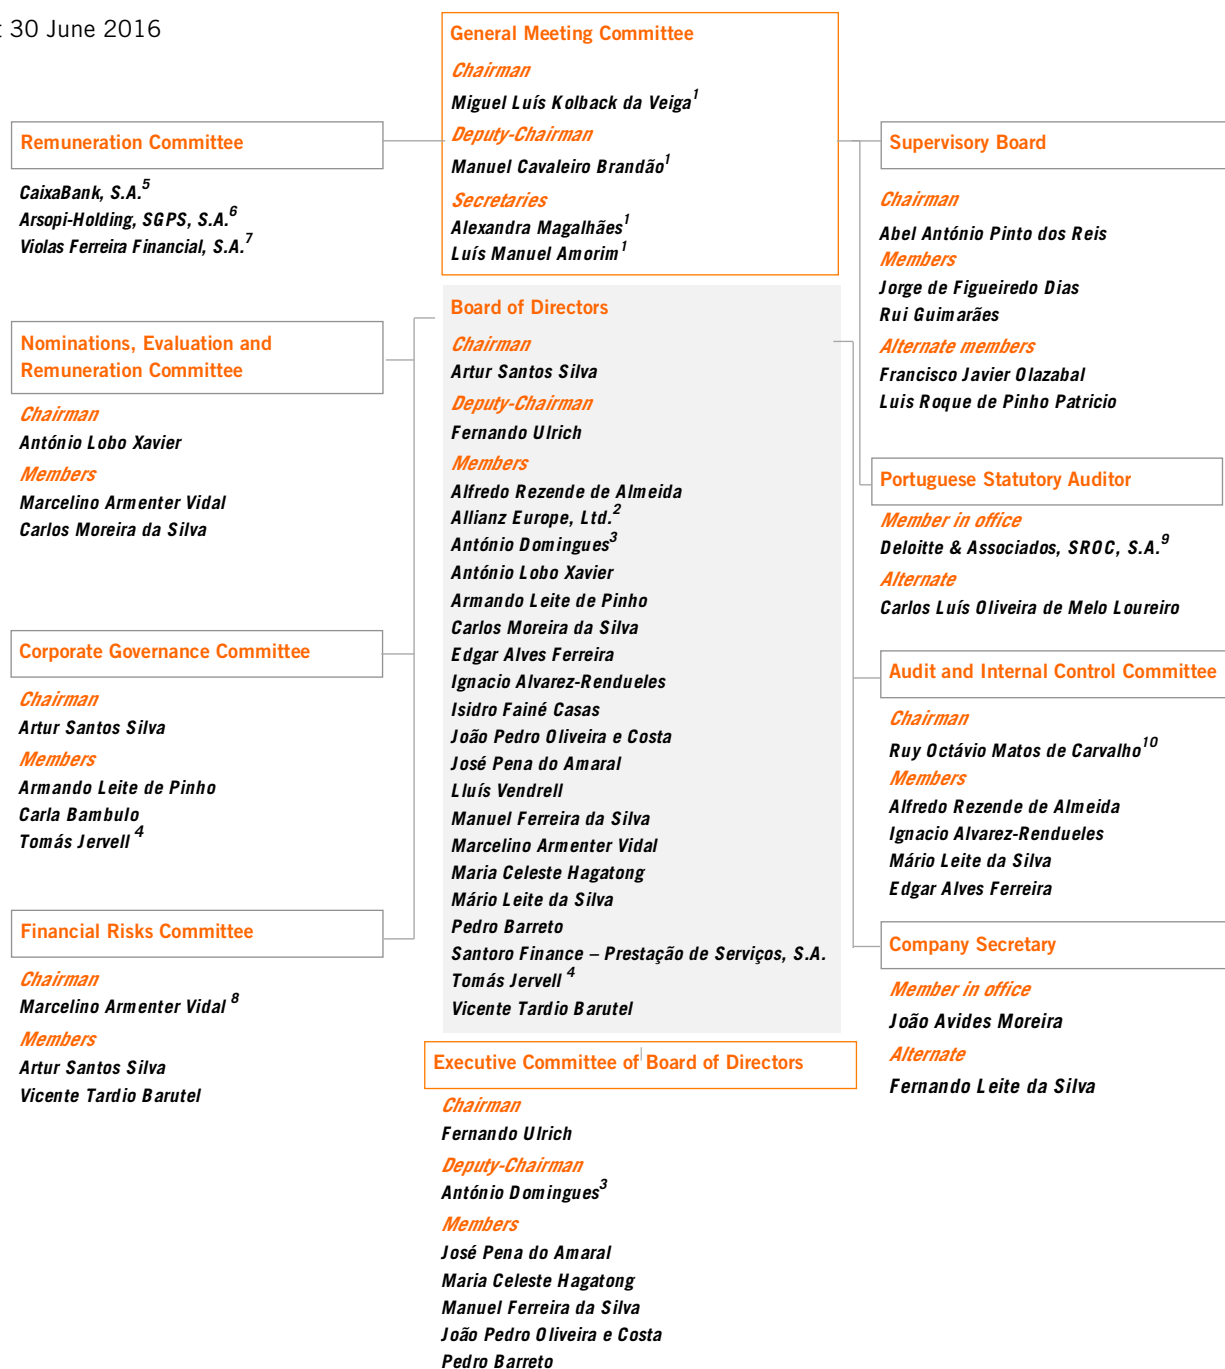 30 June 2016
General Meeting Committee
Chairman
Miguel Luís Kolback da Veiga1
Deputy-Chairman
Manuel Cavaleiro Brandão1
Secretaries
Alexandra Magalhães1
Luís Manuel Amorim1
Remuneration Committee
CaixaBank, S.A.5
Arsopi-Holding, SGPS, S.A.6
Violas Ferreira Financial, S.A.7
Supervisory Board
Chairman
Abel António Pinto dos Reis
Members
Jorge de Figueiredo Dias
Rui Guimarães
Alternate members
Francisco Javier Olazabal
Luis Roque de Pinho Patricio
Board of Directors
Chairman
Artur Santos Silva
Deputy-Chairman
Fernando Ulrich
Members
Alfredo Rezende de Almeida
Allianz Europe, Ltd.2
António Domingues3
António Lobo Xavier
Armando Leite de Pinho
Carlos Moreira da Silva
Edgar Alves Ferreira
Ignacio Alvarez-Rendueles
Isidro Fainé Casas
João Pedro Oliveira e Costa
José Pena do Amaral
Lluís Vendrell
Manuel Ferreira da Silva
Marcelino Armenter Vidal
Maria Celeste Hagatong
Mário Leite da Silva
Pedro Barreto
Santoro Finance – Prestação de Serviços, S.A.
Tomás Jervell 4
Vicente Tardio Barutel
Nominations, Evaluation and
Remuneration Committee
Chairman
António Lobo Xavier
Members
Marcelino Armenter Vidal
Carlos Moreira da Silva
Portuguese Statutory Auditor
Member in office
Deloitte & Associados, SROC, S.A.9
Alternate
Carlos Luís Oliveira de Melo Loureiro
Corporate Governance Committee
Chairman
Artur Santos Silva
Members
Armando Leite de Pinho
Carla Bambulo
Tomás Jervell 4
Audit and Internal Control Committee
Chairman
Ruy Octávio Matos de Carvalho10
Members
Alfredo Rezende de Almeida
Ignacio Alvarez-Rendueles
Mário Leite da Silva
Edgar Alves Ferreira
Financial Risks Committee
Chairman
Marcelino Armenter Vidal 8
Members
Artur Santos Silva
Vicente Tardio Barutel
Company Secretary
Member in office
João Avides Moreira
Alternate
Fernando Leite da Silva
Executive Committee of Board of Directors
Chairman
Fernando Ulrich
Deputy-Chairman
António Domingues3
Members
José Pena do Amaral
Maria Celeste Hagatong
Manuel Ferreira da Silva
João Pedro Oliveira e Costa
Pedro Barreto